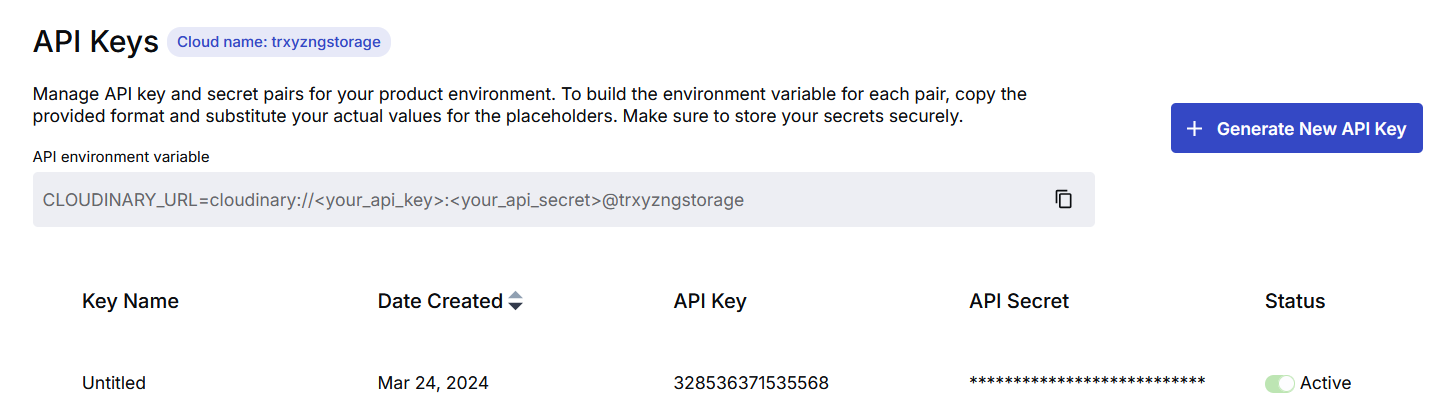 API Keys Cloud name: trxyzngstorage
Manage API key and secret pairs for your product environment. To build the environment variable for each pair, copy the
provided format and substitute your actual values for the placeholders. Make sure to store your secrets securely.
+ Generate New API Key
API environment variable
CLOUDINARY_URL=cloudinary://<your_api_key>:<your_api_secret>@trxyzngstorage
Key Name Date Created API Key API Secret Status
Untitled Mar 24, 2024 328536371535568 *************************** Active